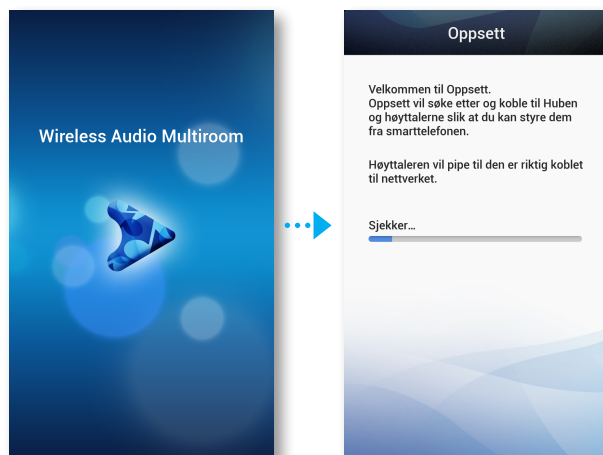 Wireless Audio Multiroom
Oppsett
Velkommen til Oppsett.
Oppsett vil søke etter og koble til Huben
og høyttalerne slik at du kan styre dem
fra smarttelefonen.
Høyttaleren vil pipe til den er riktig koblet
til nettverket.
Sjekker...